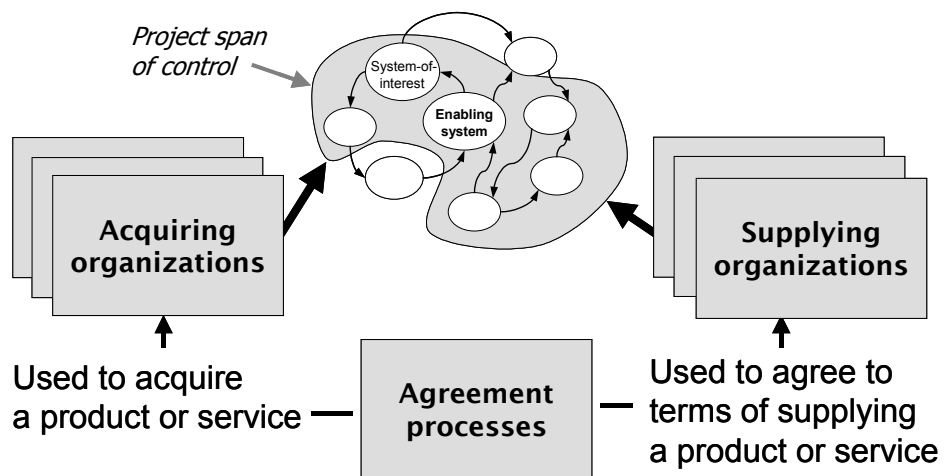 Project span
of control
System-of-
interest
Enabling
system
Acquiring
organizations
Supplying
organizations
Used to acquire
a product or service
Agreement
processes
Used to agree to
terms of supplying
a product or service